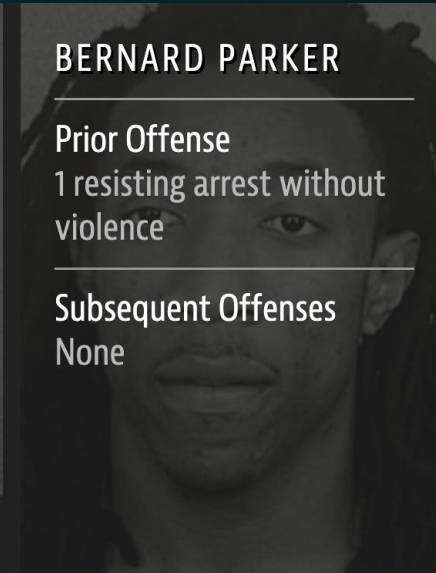 BERNARD PARKER
Prior Offense
1 resisting arrest without
violence
Subsequent Offenses
None